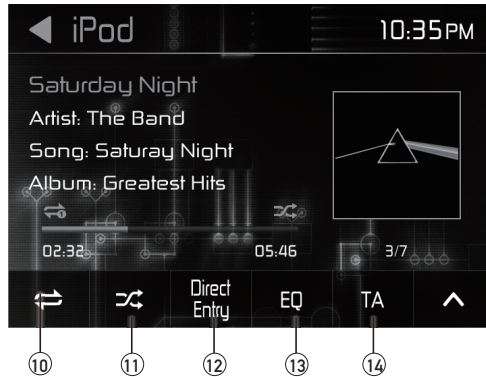 iPod 10:35PM
Saturday Night
Artist: The Band
Song: Saturay Night
Album: Greatest Hits
02:32 05:46 3/7
Direct Entry EQ TA
10 11 12 13 14